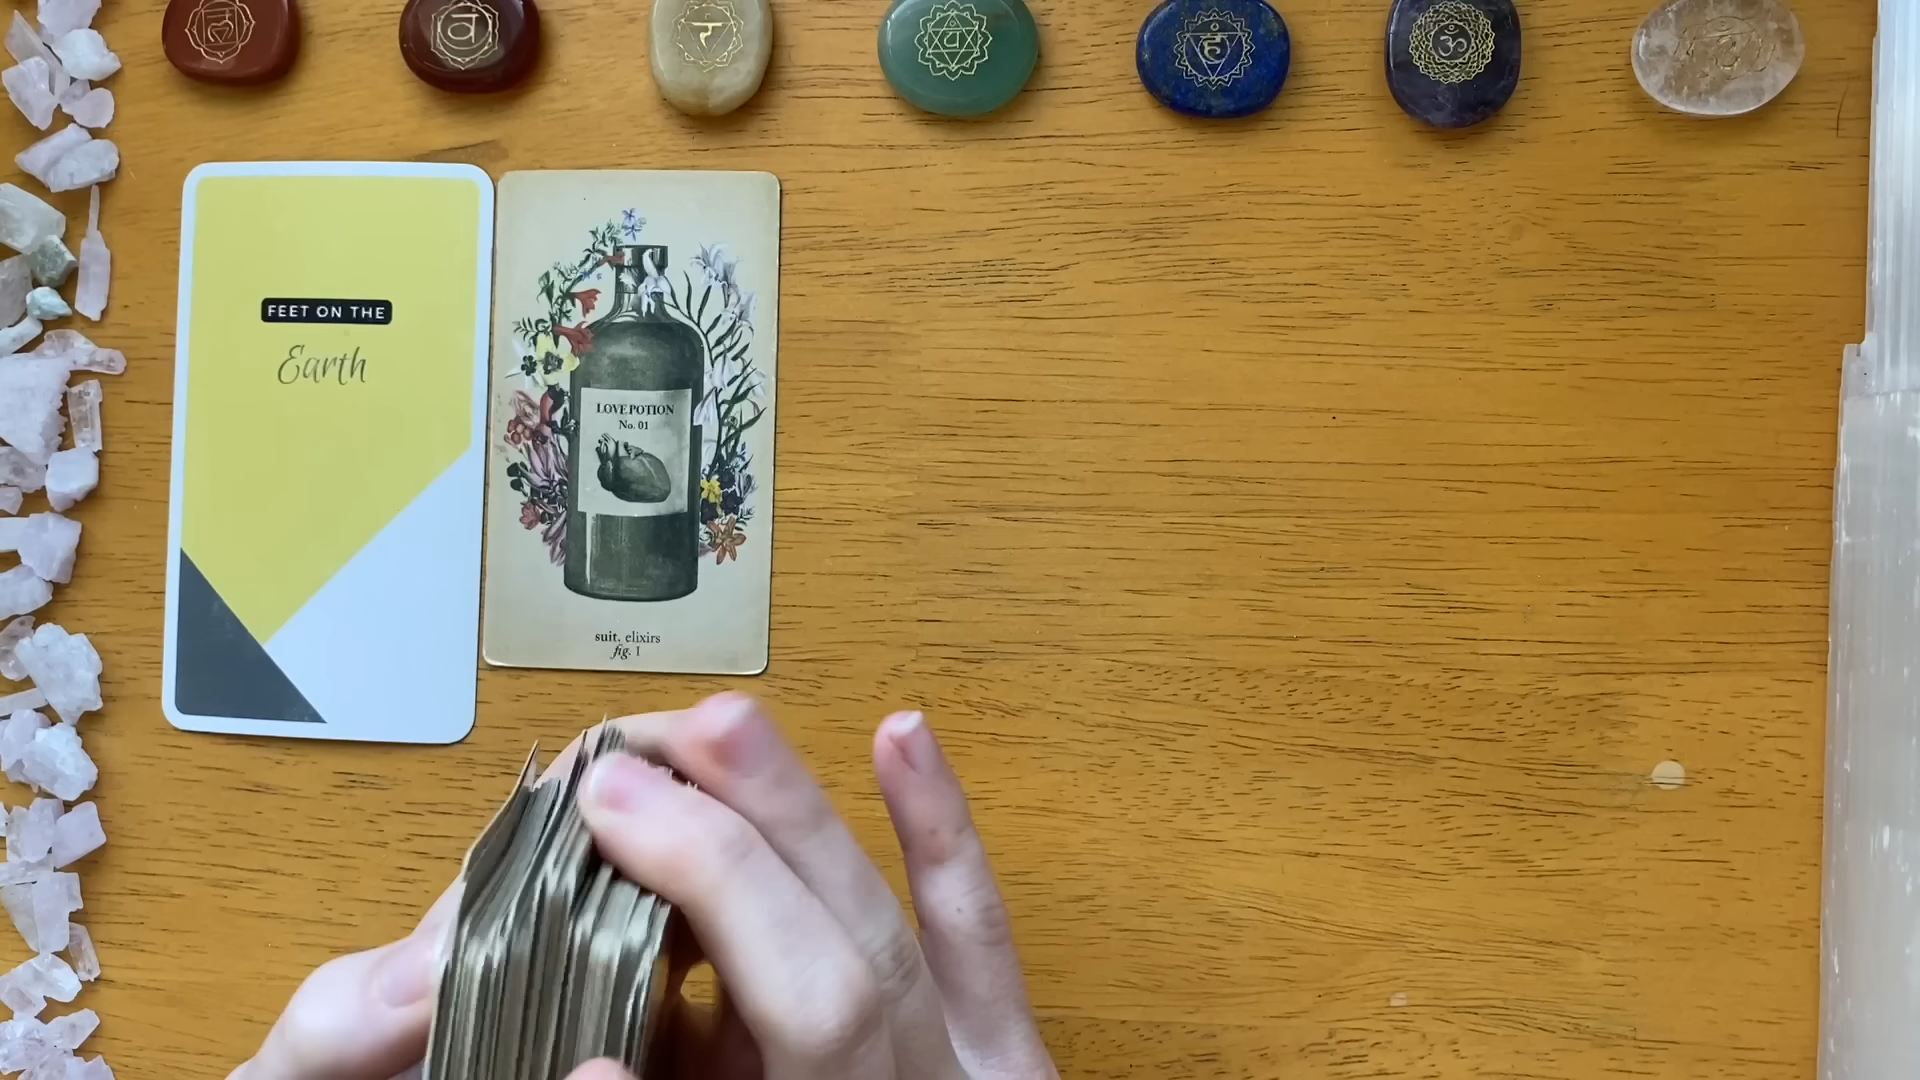 लं
वं
रं
यं
हं
ॐ
FEET ON THE
Earth
LOVE POTION
No. 01
suit. elixirs
fig. I